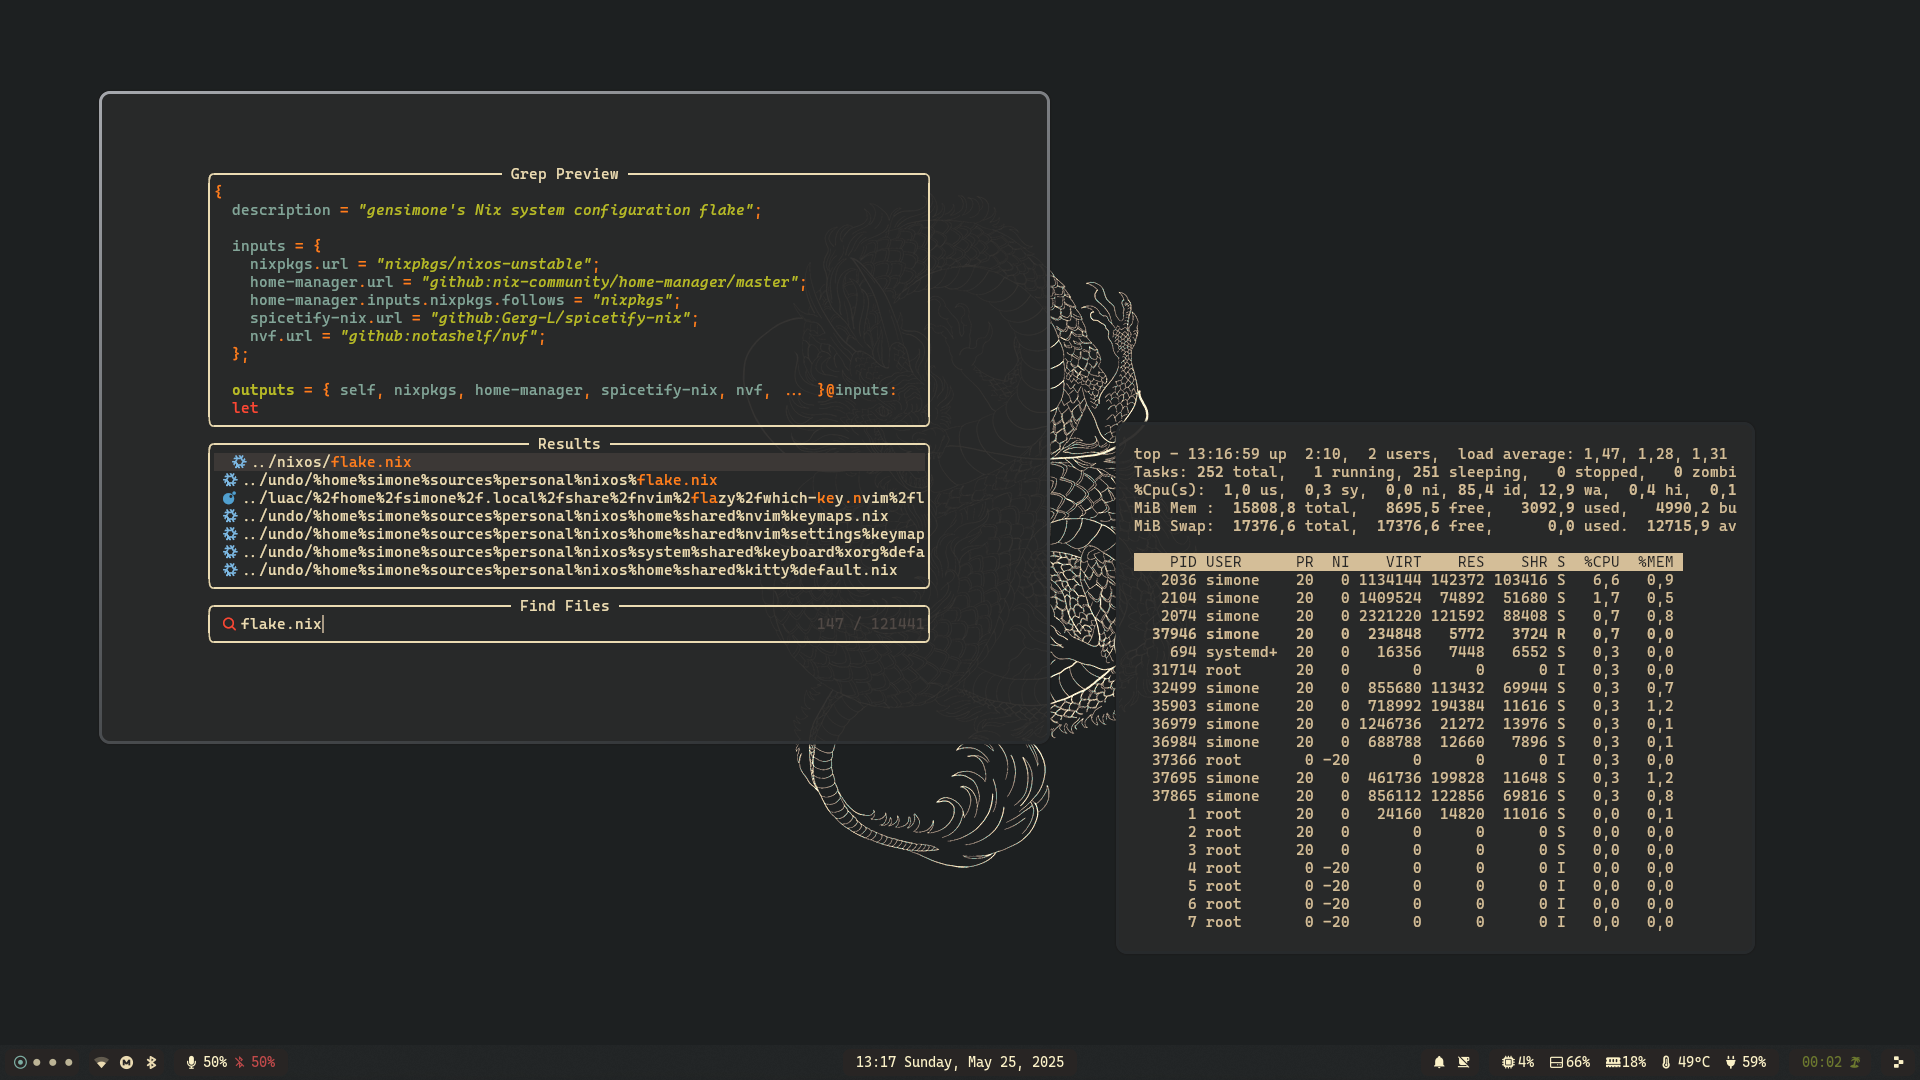 Grep Preview
{
description = "gensimone's Nix system configuration flake";
inputs = {
nixpkgs.url = "nixpkgs/nixos-unstable";
home-manager.url = "github:nix-community/home-manager/master";
home-manager.inputs.nixpkgs.follows = "nixpkgs";
spicetify-nix.url = "github:Gerg-L/spicetify-nix";
nvf.url = "github:notashelf/nvf";
};
outputs = { self, nixpkgs, home-manager, spicetify-nix, nvf, ... }@inputs:
let
Results
../nixos/flake.nix
../undo/%home%simone%sources%personal%nixos%flake.nix
../luac/%2fhome%2fsimone%2f.local%2fshare%2fnvim%2flazy%2fwhich-key.nvim%2fl
../undo/%home%simone%sources%personal%nixos%home%shared%nvim%keymaps.nix
../undo/%home%simone%sources%personal%nixos%home%shared%nvim%settings%keymap
../undo/%home%simone%sources%personal%nixos%system%shared%keyboard%xorg%defa
../undo/%home%simone%sources%personal%nixos%home%shared%kitty%default.nix
Find Files
flake.nix 147 / 121441
top - 13:16:59 up  2:10,  2 users,  load average: 1,47, 1,28, 1,31
Tasks: 252 total,   1 running, 251 sleeping,   0 stopped,   0 zombi
%Cpu(s):  1,0 us,  0,3 sy,  0,0 ni, 85,4 id, 12,9 wa,  0,4 hi,  0,1
MiB Mem :  15808,8 total,   8695,5 free,   3092,9 used,   4990,2 bu
MiB Swap:  17376,6 total,  17376,6 free,      0,0 used.  12715,9 av
PID USER PR NI VIRT RES SHR S %CPU %MEM
2036 simone 20 0 1134144 142372 103416 S 6,6 0,9
2104 simone 20 0 1409524 74892 51680 S 1,7 0,5
2074 simone 20 0 2321220 121592 88408 S 0,7 0,8
37946 simone 20 0 234848 5772 3724 R 0,7 0,0
694 systemd+ 20 0 16356 7448 6552 S 0,3 0,0
31714 root 20 0 0 0 0 I 0,3 0,0
32499 simone 20 0 855680 113432 69944 S 0,3 0,7
35903 simone 20 0 718992 194384 11616 S 0,3 1,2
36979 simone 20 0 1246736 21272 13976 S 0,3 0,1
36984 simone 20 0 688788 12660 7896 S 0,3 0,1
37366 root 0 -20 0 0 0 I 0,3 0,0
37695 simone 20 0 461736 199828 11648 S 0,3 1,2
37865 simone 20 0 856112 122856 69816 S 0,3 0,8
1 root 20 0 24160 14820 11016 S 0,0 0,1
2 root 20 0 0 0 0 S 0,0 0,0
3 root 20 0 0 0 0 S 0,0 0,0
4 root 0 -20 0 0 0 I 0,0 0,0
5 root 0 -20 0 0 0 I 0,0 0,0
6 root 0 -20 0 0 0 I 0,0 0,0
7 root 0 -20 0 0 0 I 0,0 0,0
50% 50% 13:17 Sunday, May 25, 2025 4% 66% 18% 49°C 59% 00:02